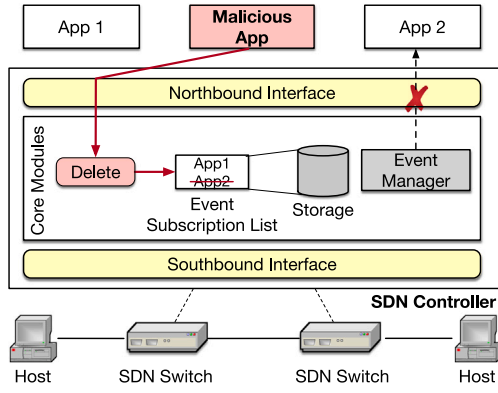 App 1
Malicious
App
App 2
Northbound Interface
Core Modules
Delete
App1
App2
Event
Subscription List
Storage
Event
Manager
Southbound Interface
SDN Controller
Host
SDN Switch
SDN Switch
Host